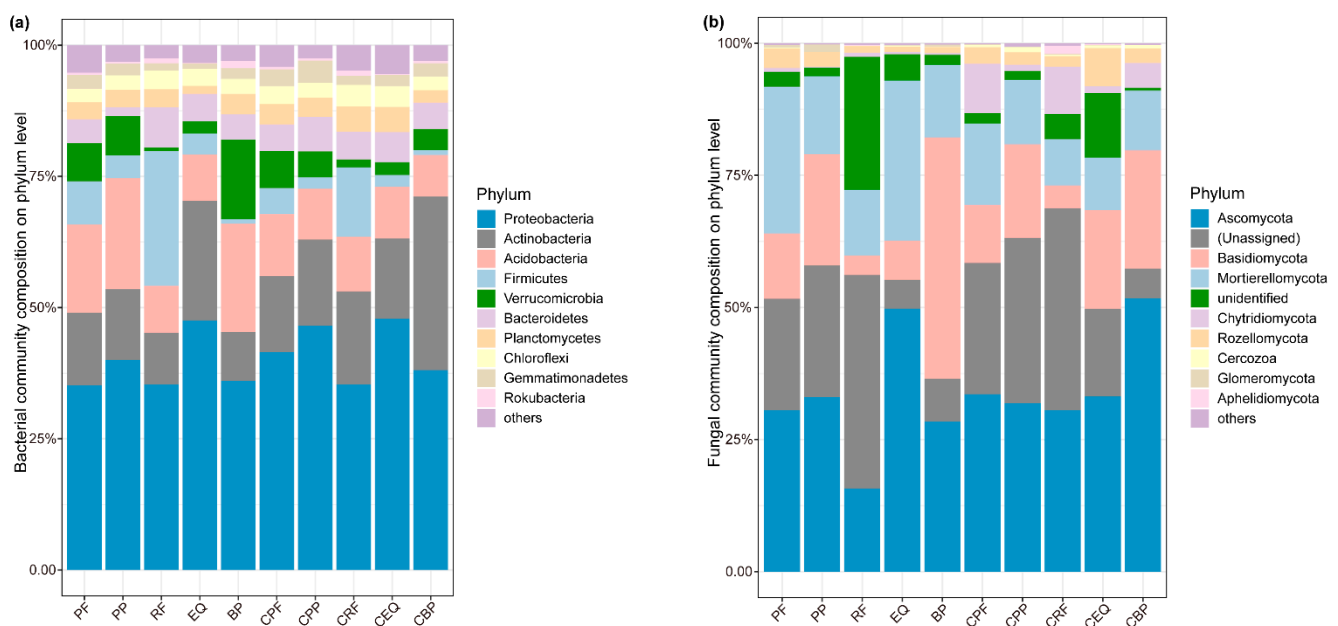 (a)
Bacterial community composition on phylum level
100%
75%
50%
25%
0.00
PF
PP
RF
EQ
BP
CPF
CPP
CRF
CEQ
CBP
Phylum
Proteobacteria
Actinobacteria
Acidobacteria
Firmicutes
Verrucomicrobia
Bacteroidetes
Planctomycetes
Chloroflexi
Gemmatimonadetes
Rokubacteria
others
(b)
Fungal community composition on phylum level
100%
75%
50%
25%
0.00
PF
PP
RF
EQ
BP
CPF
CPP
CRF
CEQ
CBP
Phylum
Ascomycota
(Unassigned)
Basidiomycota
Mortierellomycota
unidentified
Chytridiomycota
Rozellomycota
Cercozoa
Glomeromycota
Aphelidiomycota
others